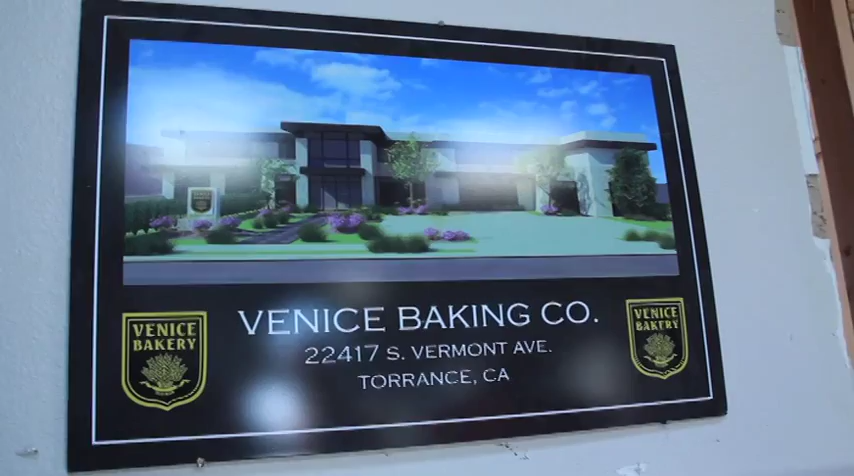 VENICE BAKING CO.
22417 S. VERMONT AVE.
TORRANCE, CA
VENICE
BAKERY
VENICE
BAKERY